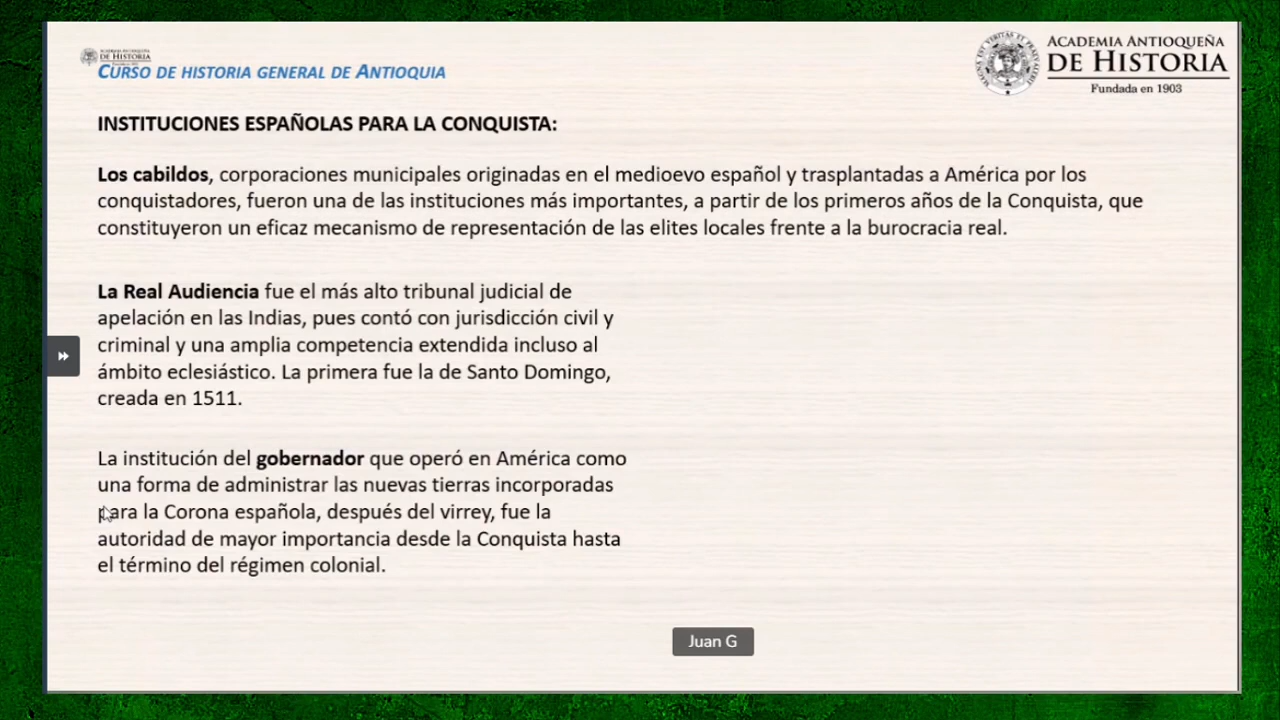 ACADEMIA ANTIOQUEÑA
DE HISTORIA
CURSO DE HISTORIA GENERAL DE ANTIOQUIA
ACADEMIA ANTIOQUEÑA
DE HISTORIA
Fundada en 1903
INSTITUCIONES ESPAÑOLAS PARA LA CONQUISTA:
Los cabildos, corporaciones municipales originadas en el medioevo español y trasplantadas a América por los
conquistadores, fueron una de las instituciones más importantes, a partir de los primeros años de la Conquista, que
constituyeron un eficaz mecanismo de representación de las elites locales frente a la burocracia real.
La Real Audiencia fue el más alto tribunal judicial de
apelación en las Indias, pues contó con jurisdicción civil y
criminal y una amplia competencia extendida incluso al
ámbito eclesiástico. La primera fue la de Santo Domingo,
creada en 1511.
La institución del gobernador que operó en América como
una forma de administrar las nuevas tierras incorporadas
para la Corona española, después del virrey, fue la
autoridad de mayor importancia desde la Conquista hasta
el término del régimen colonial.
Juan G